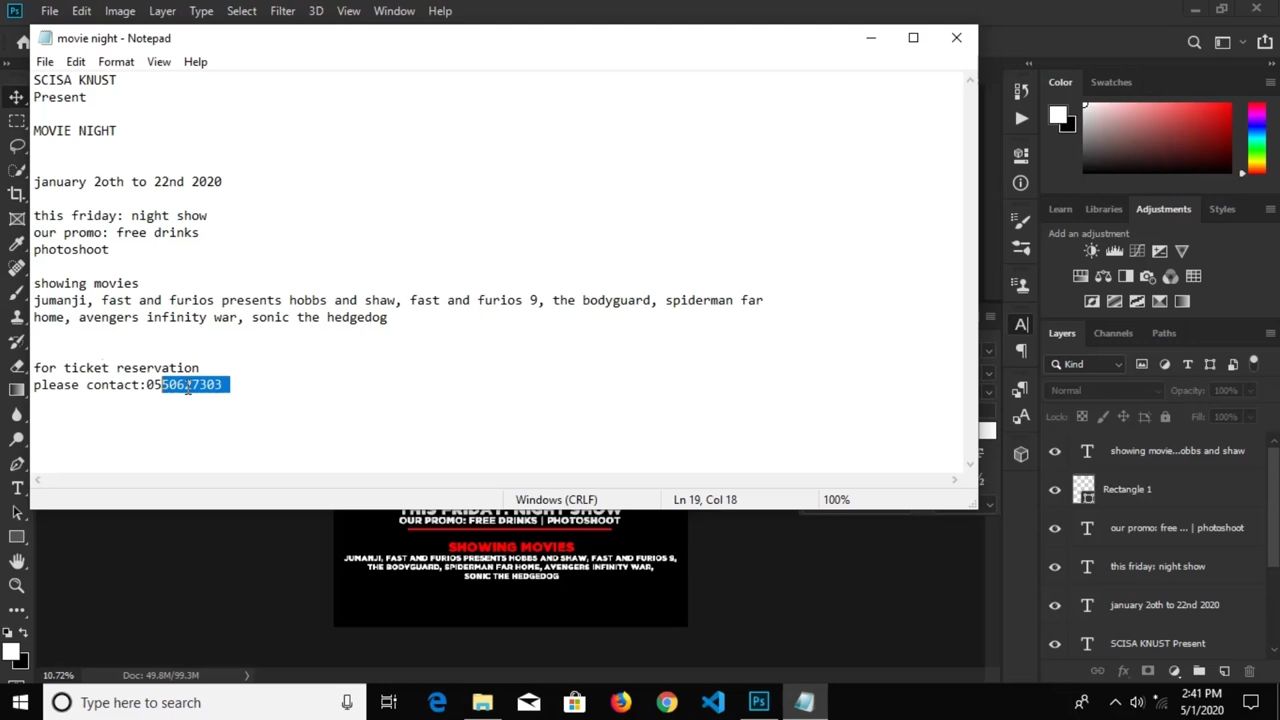 Ps File Edit Image Layer Type Select Filter 3D View Window Help
movie night - Notepad
File Edit Format View Help
SCISA KNUST
Present
MOVIE NIGHT
january 2oth to 22nd 2020
this friday: night show
our promo: free drinks
photoshoot
showing movies
jumanji, fast and furios presents hobbs and shaw, fast and furios 9, the bodyguard, spiderman far
home, avengers infinity war, sonic the hedgedog
for ticket reservation
please contact:
Windows (CRLF) Ln 19, Col 18 100%
THIS FRIDAY: NIGHT SHOW
OUR PROMO: FREE DRINKS | PHOTOSHOOT
SHOWING MOVIES
JUMANJI, FAST AND FURIOS PRESENTS HOBBS AND SHAW, FAST AND FURIOS 9,
THE BODYGUARD, SPIDERMAN FAR HOME, AVENGERS INFINITY WAR,
SONIC THE HEDGEDOG
10.72% Doc: 49.8M/99.3M
Color Swatches
Learn Libraries Adjustments Styles
Add an adjustment
Layers Channels Paths
Kind
Normal Opacity: 100%
Lock: Fill: 100%
showing movie...obbs and shaw
Rectangle 1
our promo: free ... | photoshoot
this friday: night show
january 2oth to 22nd 2020
SCISA KNUST Present
Type here to search
Ps
2:41 PM
5/1/2020